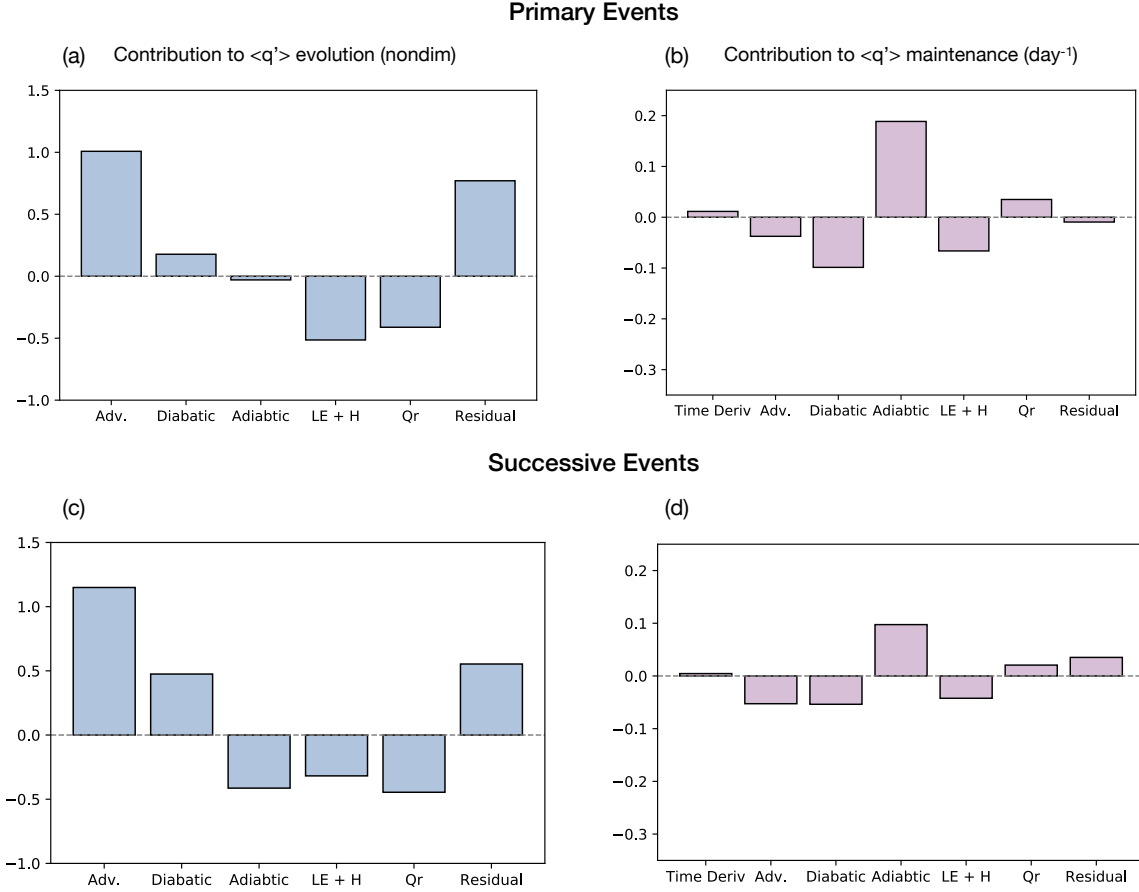 Primary Events
(a) Contribution to <q’> evolution (nondim)
(b) Contribution to <q’> maintenance (day⁻¹)
1.5
1.0
0.5
0.0
−0.5
−1.0
Adv. Diabatic Adiabtic LE + H Qr Residual
0.2
0.1
0.0
−0.1
−0.2
−0.3
Time Deriv Adv. Diabatic Adiabtic LE + H Qr Residual
Successive Events
(c)
(d)
1.5
1.0
0.5
0.0
−0.5
−1.0
Adv. Diabatic Adiabtic LE + H Qr Residual
0.2
0.1
0.0
−0.1
−0.2
−0.3
Time Deriv Adv. Diabatic Adiabtic LE + H Qr Residual